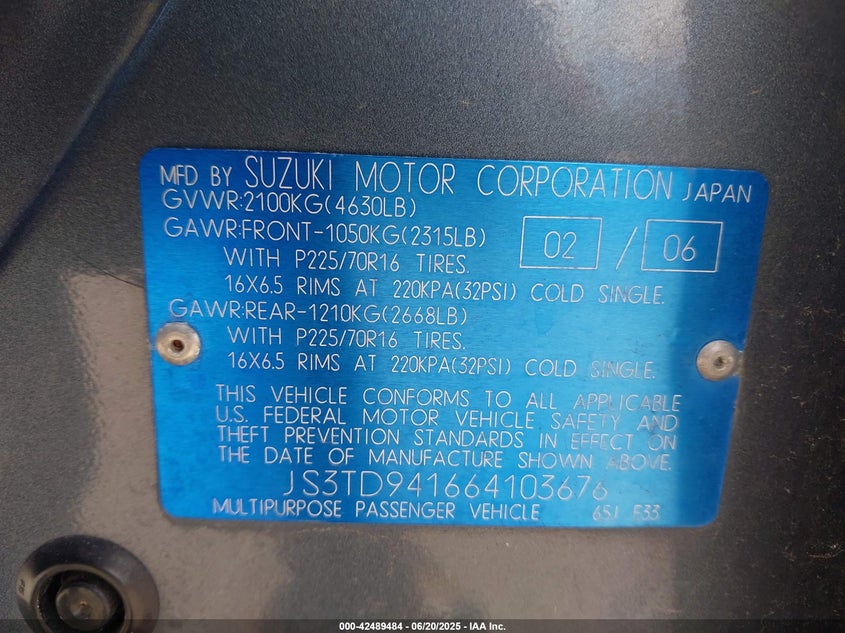 MFD BY SUZUKI MOTOR CORPORATION JAPAN
GVWR:2100KG(4630LB)
GAWR:FRONT-1050KG(2315LB) 02 / 06
WITH P225/70R16 TIRES.
16X6.5 RIMS AT 220KPA(32PSI) COLD SINGLE.
GAWR:REAR-1210KG(2668LB)
WITH P225/70R16 TIRES.
16X6.5 RIMS AT 220KPA(32PSI) COLD SINGLE.
THIS VEHICLE CONFORMS TO ALL APPLICABLE
U.S. FEDERAL MOTOR VEHICLE SAFETY AND
THEFT PREVENTION STANDARDS IN EFFECT ON
THE DATE OF MANUFACTURE SHOWN ABOVE.
JS3TD941664103676
MULTIPURPOSE PASSENGER VEHICLE 65J E33
000-42489484 - 06/20/2025 - IAA Inc.